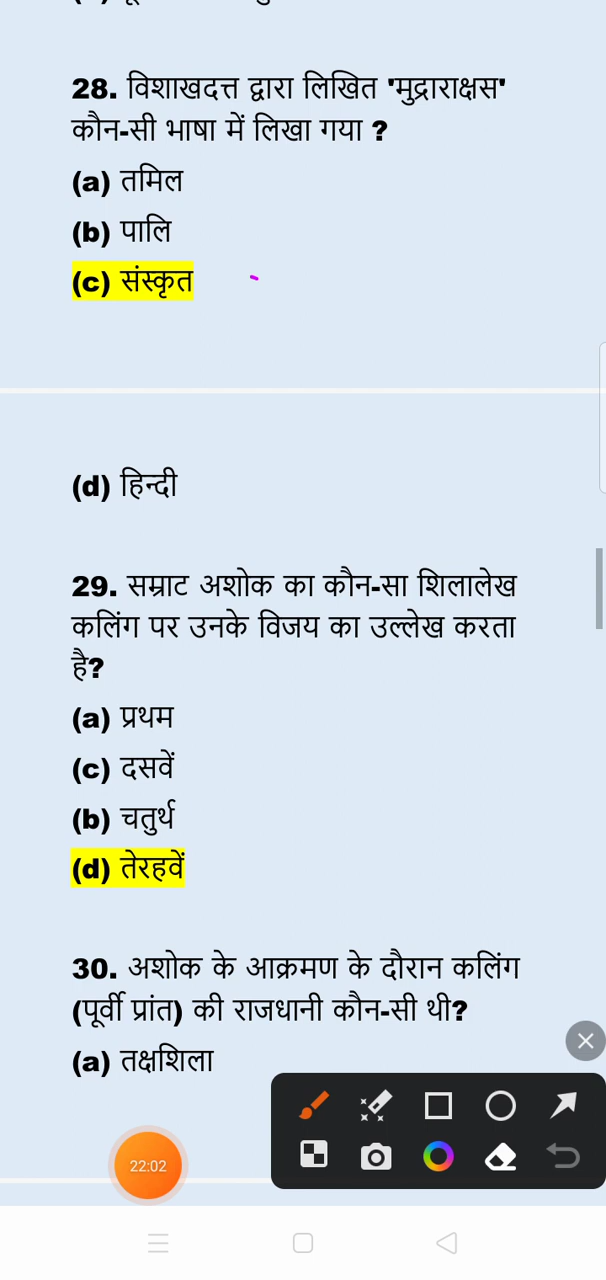 28. विशाखदत्त द्वारा लिखित 'मुद्राराक्षस'
कौन-सी भाषा में लिखा गया ?
(a) तमिल
(b) पालि
(c) संस्कृत
(d) हिन्दी
29. सम्राट अशोक का कौन-सा शिलालेख
कलिंग पर उनके विजय का उल्लेख करता
है?
(a) प्रथम
(c) दसवें
(b) चतुर्थ
(d) तेरहवें
30. अशोक के आक्रमण के दौरान कलिंग
(पूर्वी प्रांत) की राजधानी कौन-सी थी?
(a) तक्षशिला
22:02